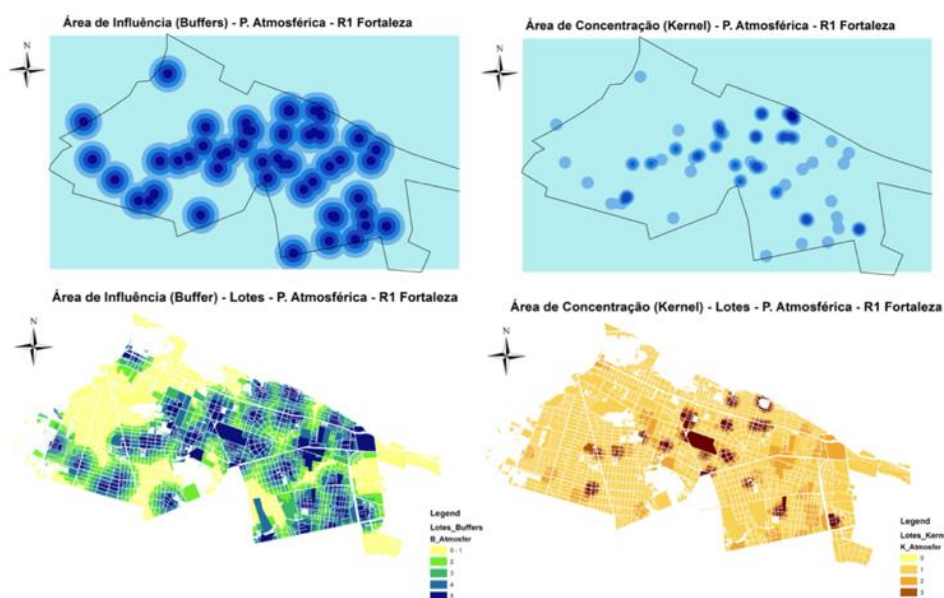 Área de Influência (Buffers) - P. Atmosférica - R1 Fortaleza
Área de Concentração (Kernel) - P. Atmosférica - R1 Fortaleza
N
N
Área de Influência (Buffer) - Lotes - P. Atmosférica - R1 Fortaleza
Área de Concentração (Kernel) - Lotes - P. Atmosférica - R1 Fortaleza
N
N
Legend
Lotes_Buffers
B_Atmosfer
0 - 1
2
3
4
5
Legend
Lotes_Kerne
K_Atmosfer
0
1
2
3